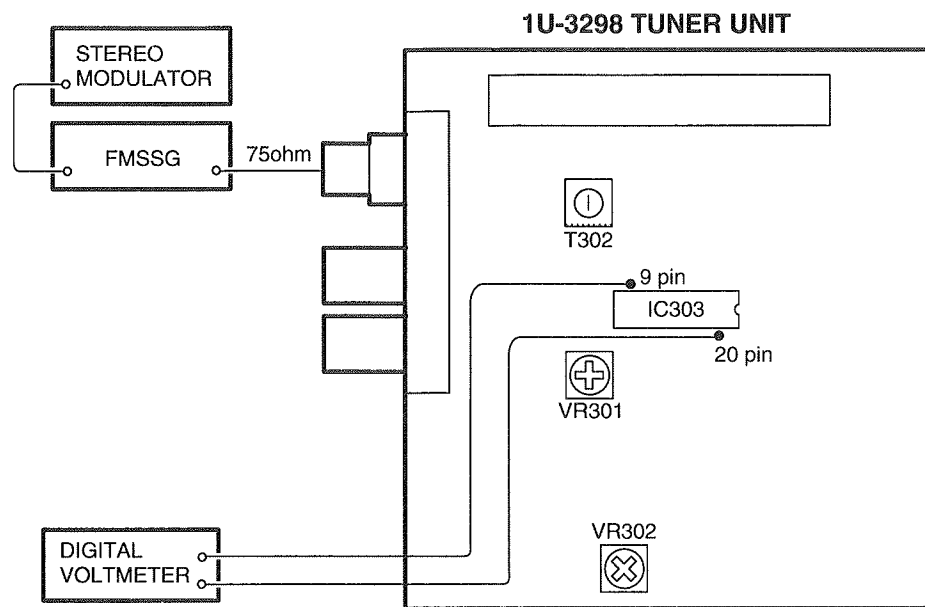 1U-3298 TUNER UNIT
STEREO
MODULATOR
FMSSG
75ohm
T302
9 pin
IC303
20 pin
VR301
VR302
DIGITAL
VOLTMETER